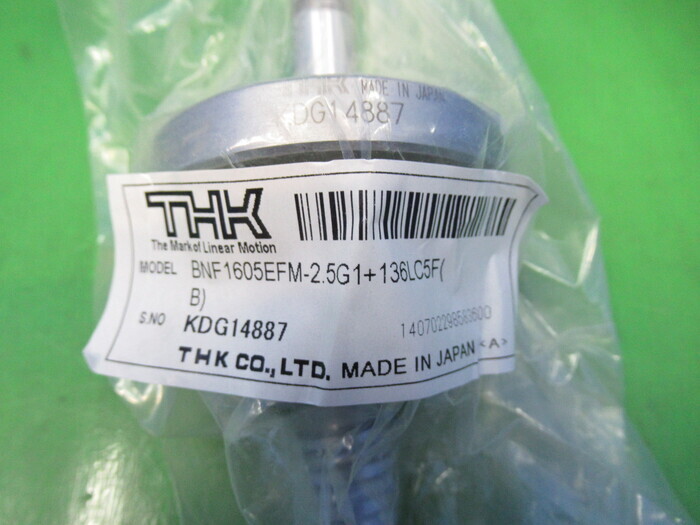 THK MADE IN JAPAN
KDG14887
THK
The Mark of Linear Motion
MODEL BNF1605EFM-2.5G1+136LC5F(
B)
S.NO KDG14887
140702298583600
THK CO.,LTD. MADE IN JAPAN <A>